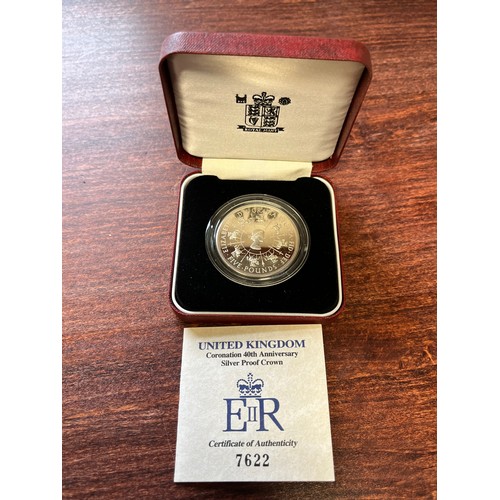 ROYAL MINT
FIVE · POUNDS
UNITED KINGDOM
Coronation 40th Anniversary
Silver Proof Crown
EIIR
Certificate of Authenticity
7622